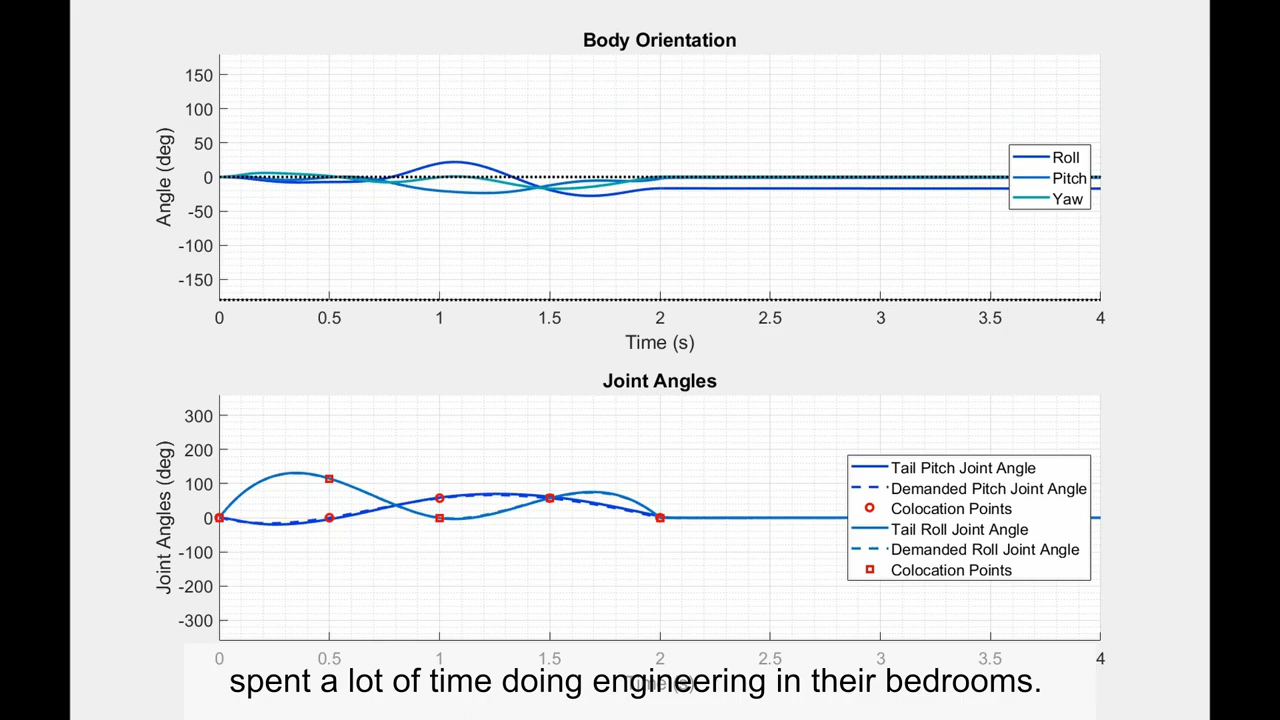 Body Orientation
150
100
50
0
-50
-100
-150
Angle (deg)
Roll
Pitch
Yaw
0 0.5 1 1.5 2 2.5 3 3.5 4
Time (s)
Joint Angles
300
200
100
0
-100
-200
-300
Joint Angles (deg)
Tail Pitch Joint Angle
Demanded Pitch Joint Angle
Colocation Points
Tail Roll Joint Angle
Demanded Roll Joint Angle
Colocation Points
0 0.5 1 1.5 2 2.5 3 3.5 4
Time (s)
spent a lot of time doing engineering in their bedrooms.